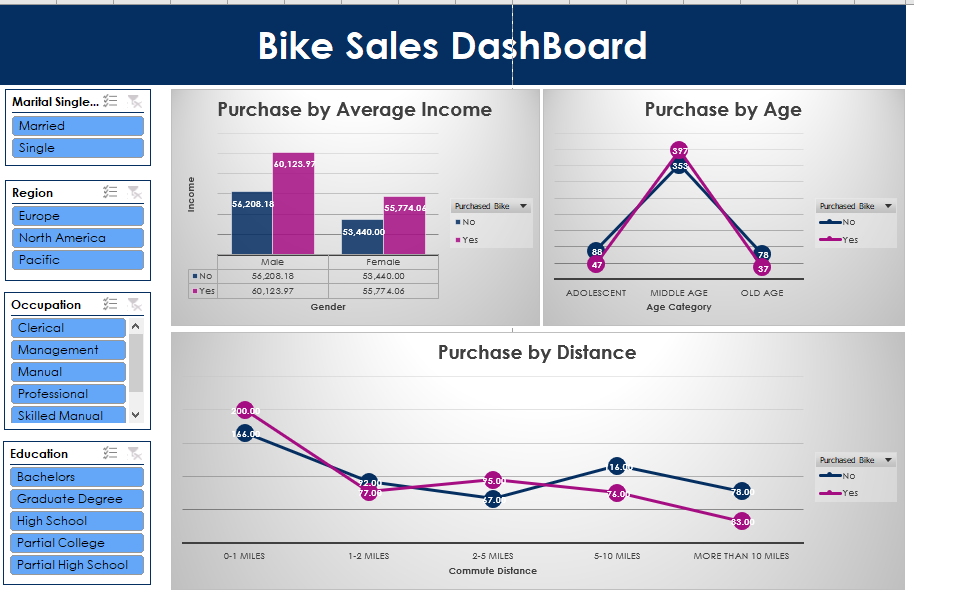 Bike Sales DashBoard
Marital Single...
Married
Single
Region
Europe
North America
Pacific
Occupation
Clerical
Management
Manual
Professional
Skilled Manual
Education
Bachelors
Graduate Degree
High School
Partial College
Partial High School
Purchase by Average Income
Income
60,123.97
56,208.18
55,774.06
53,440.00
Male Female
No 56,208.18 53,440.00
Yes 60,123.97 55,774.06
Gender
Purchased Bike
No
Yes
Purchase by Age
397
353
88
47
78
37
ADOLESCENT MIDDLE AGE OLD AGE
Age Category
Purchased Bike
No
Yes
Purchase by Distance
200.00
166.00
92.00
77.00
95.00
67.00
76.00
78.00
0-1 MILES 1-2 MILES 2-5 MILES 5-10 MILES MORE THAN 10 MILES
Commute Distance
Purchased Bike
No
Yes